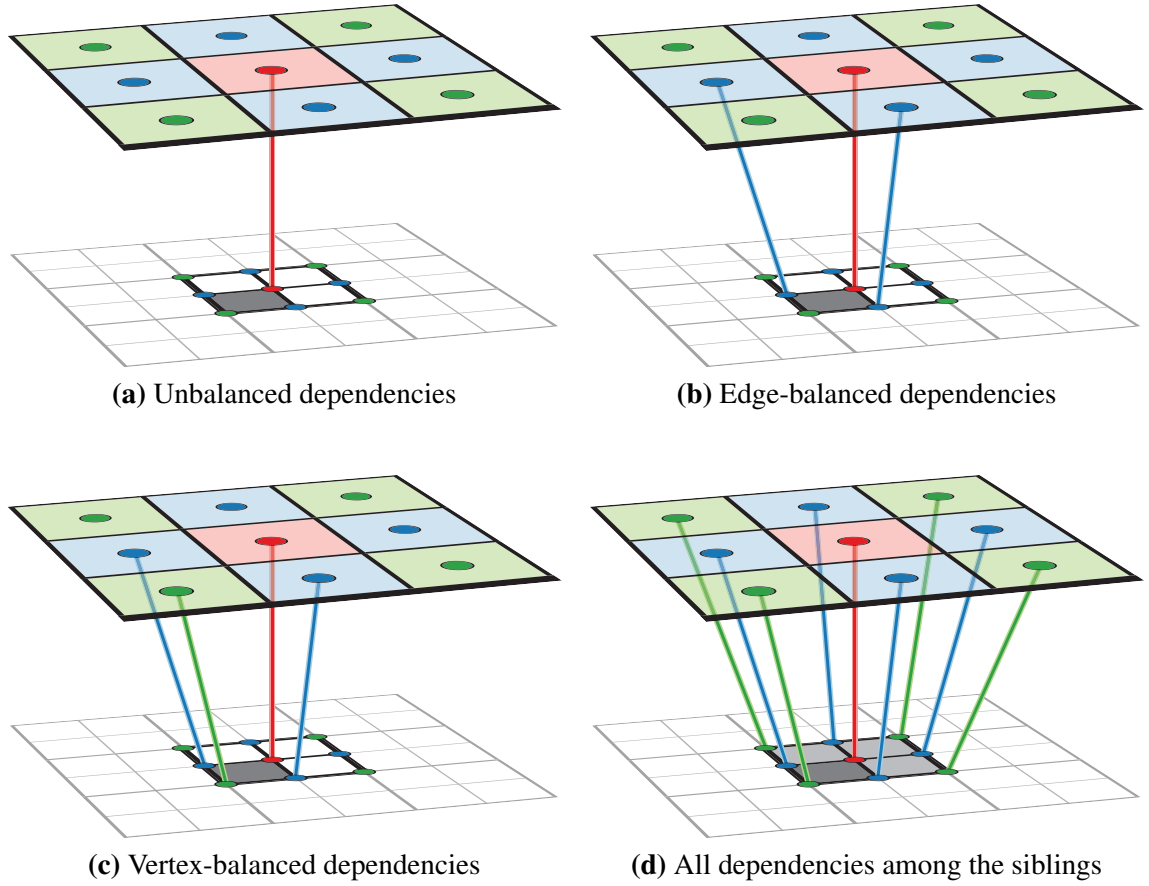 (a) Unbalanced dependencies
(b) Edge-balanced dependencies
(c) Vertex-balanced dependencies
(d) All dependencies among the siblings